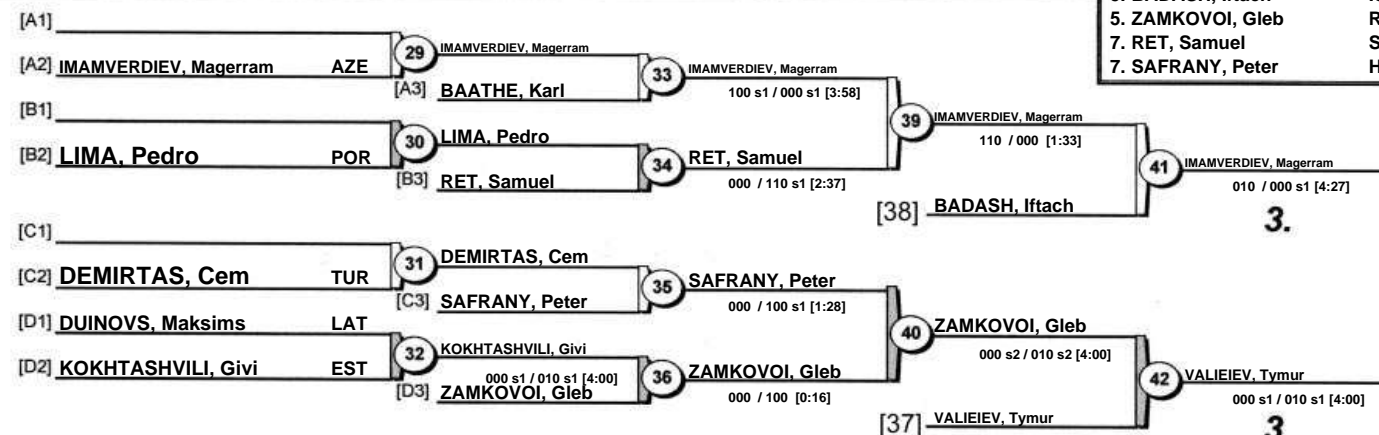 5. ZAMKOVOI, Gleb R
7. RET, Samuel S
7. SAFRANY, Peter H
[A1]
[A2] IMAMVERDIEV, Magerram AZE
29 IMAMVERDIEV, Magerram
[A3] BAATHE, Karl
33 IMAMVERDIEV, Magerram
100 s1 / 000 s1 [3:58]
[B1]
[B2] LIMA, Pedro POR
30 LIMA, Pedro
[B3] RET, Samuel
34 RET, Samuel
000 / 110 s1 [2:37]
39 IMAMVERDIEV, Magerram
110 / 000 [1:33]
[38] BADASH, Iftach
41 IMAMVERDIEV, Magerram
010 / 000 s1 [4:27]
3.
[C1]
[C2] DEMIRTAS, Cem TUR
31 DEMIRTAS, Cem
[C3] SAFRANY, Peter
35 SAFRANY, Peter
000 / 100 s1 [1:28]
[D1] DUINOVS, Maksims LAT
[D2] KOKHTASHVILI, Givi EST
32 KOKHTASHVILI, Givi
000 s1 / 010 s1 [4:00]
[D3] ZAMKOVOI, Gleb
36 ZAMKOVOI, Gleb
000 / 100 [0:16]
40 ZAMKOVOI, Gleb
000 s2 / 010 s2 [4:00]
[37] VALIEIEV, Tymur
42 VALIEIEV, Tymur
000 s1 / 010 s1 [4:00]
3